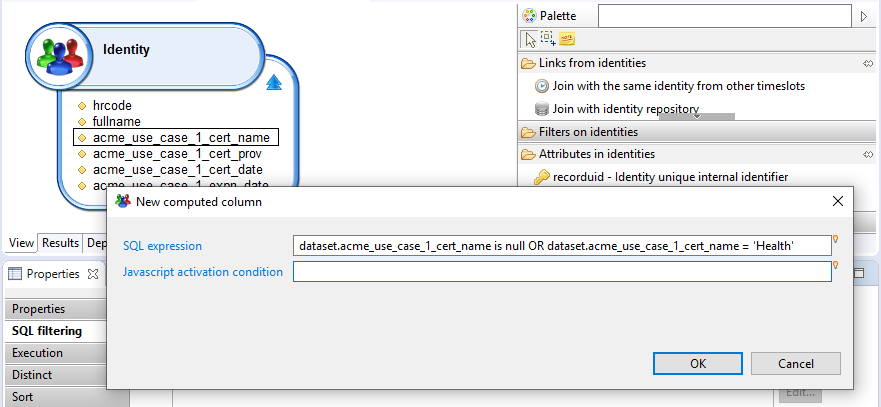 Identity
hrcode
fullname
acme_use_case_1_cert_name
acme_use_case_1_cert_prov
acme_use_case_1_cert_date
acme_use_case_1_expn_date
Palette
Links from identities
Join with the same identity from other timeslots
Join with identity repository
Filters on identities
Attributes in identities
recorduid - Identity unique internal identifier
View
Results
Dep
New computed column
SQL expression
dataset.acme_use_case_1_cert_name is null OR dataset.acme_use_case_1_cert_name = 'Health'
Javascript activation condition
OK
Cancel
Properties
Properties
SQL filtering
Execution
Distinct
Sort
Edit...